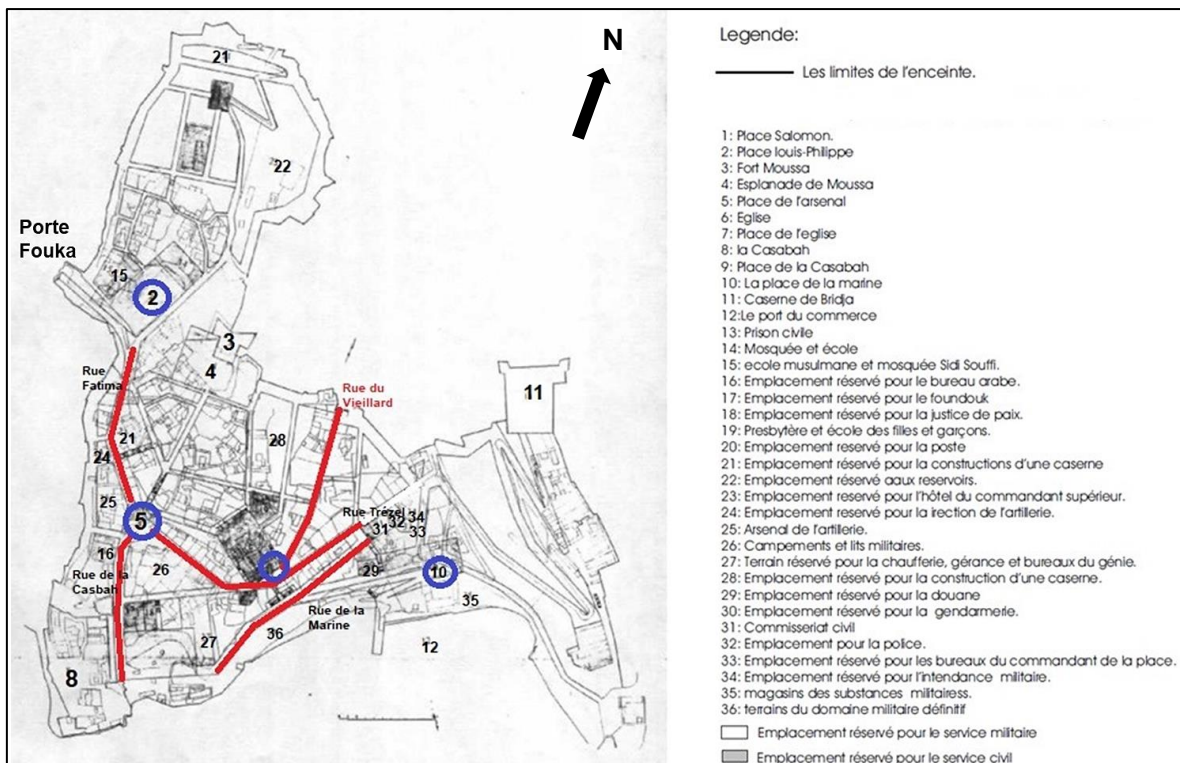 21
22
Porte
Fouka
15
2
3
4
Rue
Fatima
Rue du
Vieillard
11
21
28
24
25
Rue Trézel
32
34
31
33
5
16
26
29
10
Rue de la
Casbah
35
Rue de la
Marine
36
27
12
8
N
Legende:
Les limites de l'enceinte.
1: Place Salomon.
2: Place louis-Philippe
3: Fort Moussa
4: Esplanade de Moussa
5: Place de l'arsenal
6: Eglise
7: Place de l'eglise
8: la Casabah
9: Place de la Casabah
10: La place de la marine
11: Caserne de Bridja
12:Le port du commerce
13: Prison civile
14: Mosquée et école
15: ecole musulmane et mosquée Sidi Souffi.
16: Emplacement réservé pour le bureau arabe.
17: Emplacement réservé pour le foundouk
18: Emplacement réservé pour la justice de paix.
19: Presbytère et école des filles et garçons.
20: Emplacement reservé pour la poste
21: Emplacement réservé pour la constructions d'une caserne
22: Emplacement réservé aaux reservoirs.
23: Emplacement reservé pour l'hôtel du commandant supérieur.
24: Emplacement réservé pour la irection de l'artillerie.
25: Arsenal de l'artillerie.
26: Campements et lits militaires.
27: Terrain réservé pour la chaufferie, gérance et bureaux du génie.
28: Emplacement réservé pour la construction d'une caserne.
29: Emplacement réservé pour la douane
30: Emplacement réservé pour la gendarmerie.
31: Commisseriat civil
32: Emplacement pour la police.
33: Emplacement réservé pour les bureaux du commandant de la place.
34: Emplacement réservé pour l'intendance militaire.
35: magasins des substances militairess.
36: terrains du domaine militaire définitif
Emplacement réservé pour le service militaire
Emplacement réservé pour le service civil